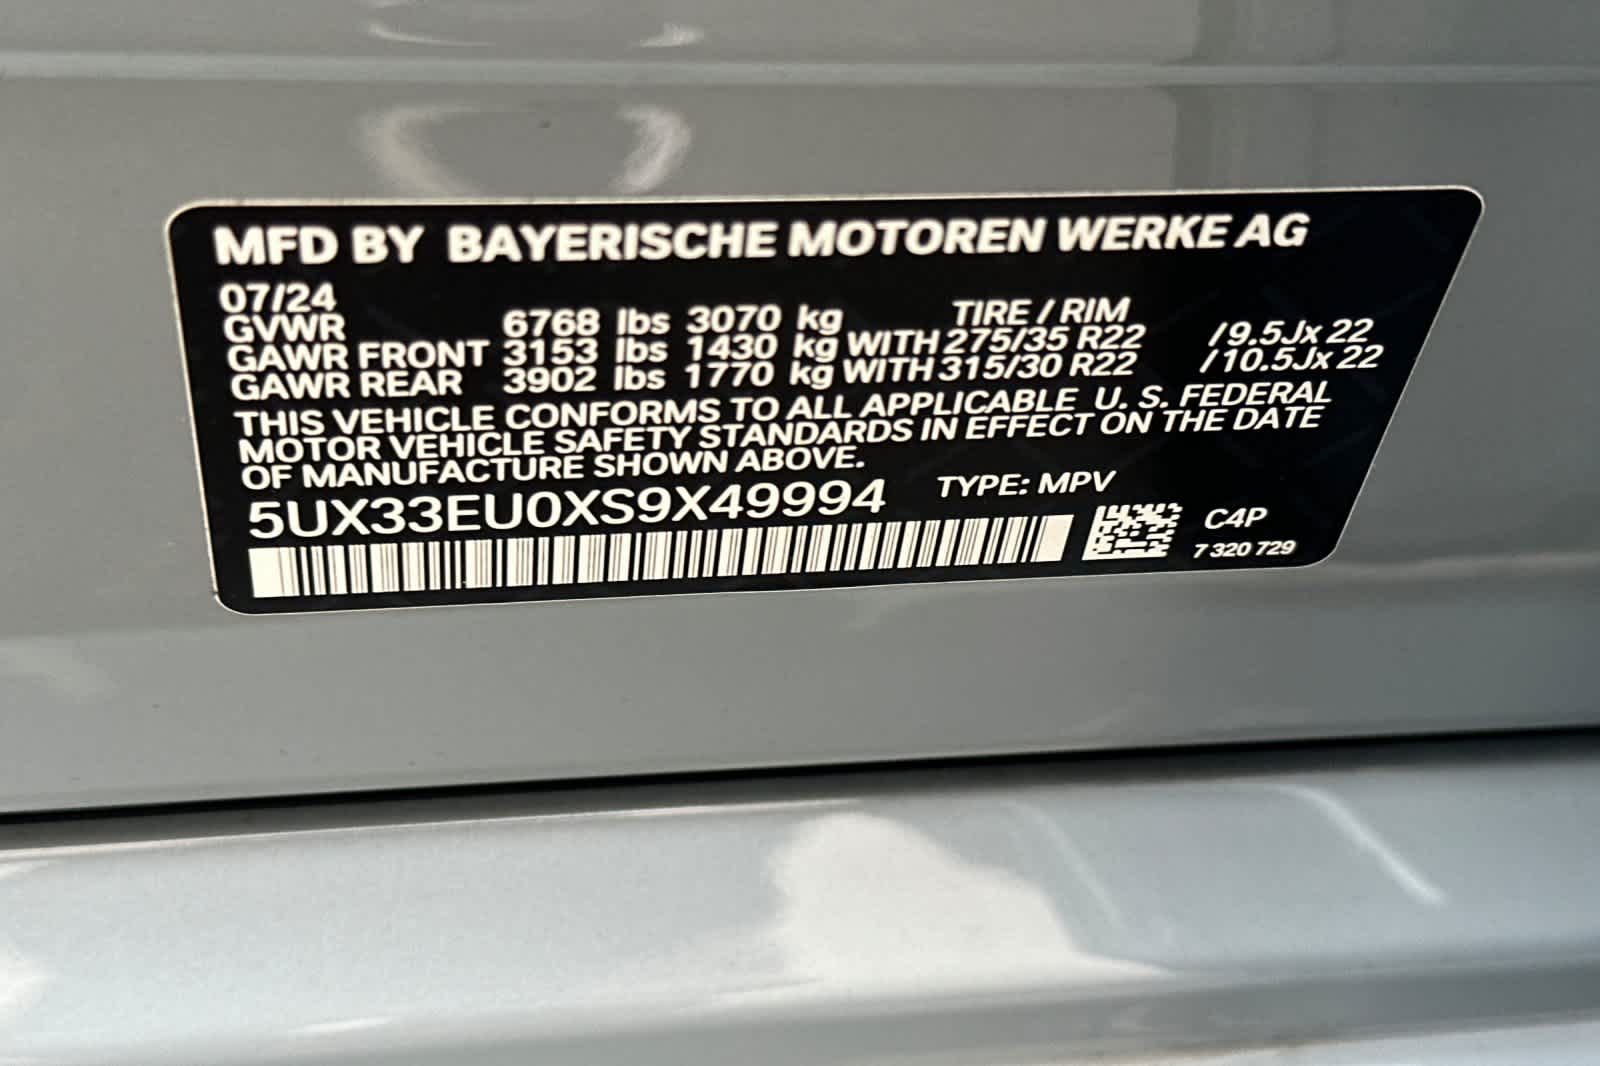 MFD BY BAYERISCHE MOTOREN WERKE AG
07/24
TIRE / RIM
GVWR 6768 lbs 3070 kg
GAWR FRONT 3153 lbs 1430 kg WITH 275/35 R22 / 9.5Jx 22
GAWR REAR 3902 lbs 1770 kg WITH 315/30 R22 / 10.5Jx 22
THIS VEHICLE CONFORMS TO ALL APPLICABLE U. S. FEDERAL
MOTOR VEHICLE SAFETY STANDARDS IN EFFECT ON THE DATE
OF MANUFACTURE SHOWN ABOVE.
5UX33EU0XS9X49994 TYPE: MPV
C4P
7 320 729